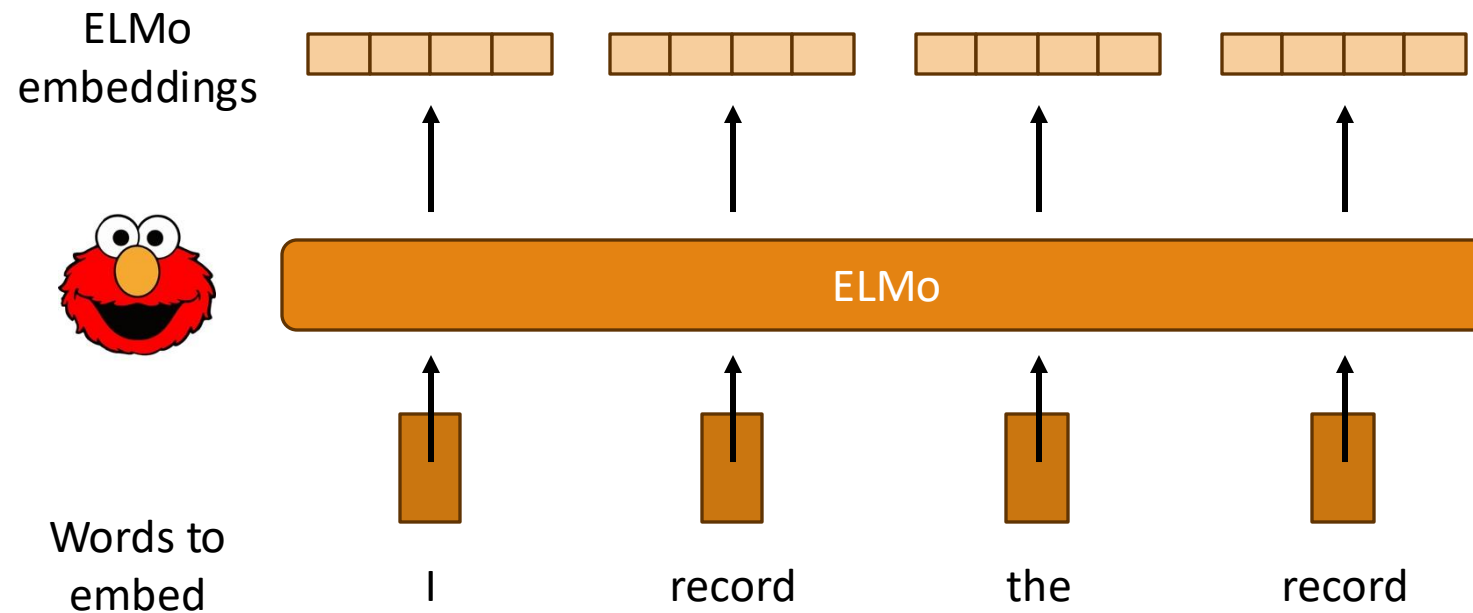 ELMo
embeddings
ELMo
Words to
embed
I record the record